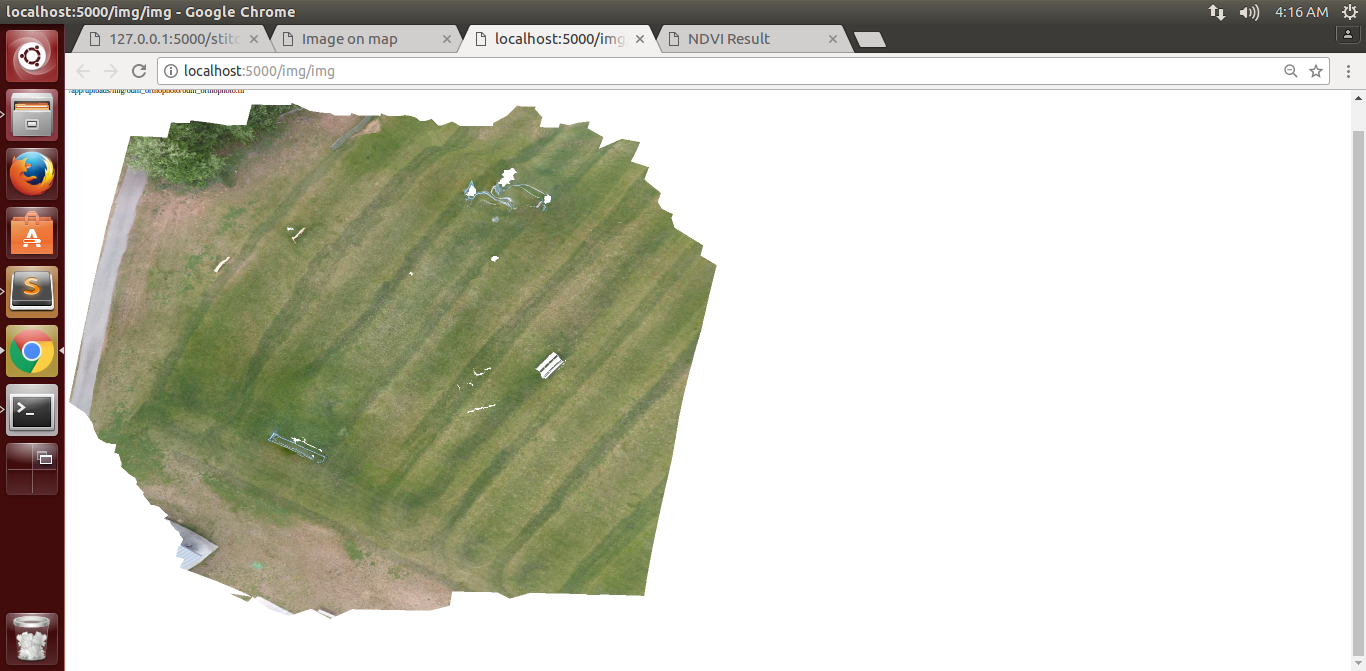 localhost:5000/img/img - Google Chrome
4:16 AM
127.0.0.1:5000/stitc
Image on map
localhost:5000/img
NDVI Result
localhost:5000/img/img